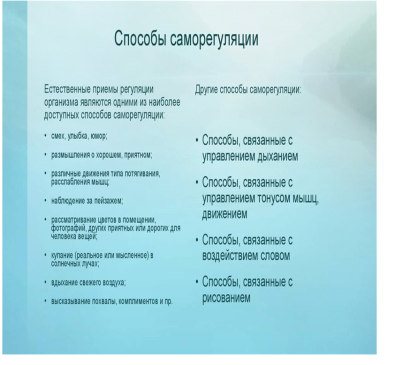 Способы саморегуляции
Естественные приемы регуляции
организма являются одними из наиболее
доступных способов саморегуляции:
• смех, улыбка, юмор;
• размышления о хорошем, приятном;
• различные движения типа потягивания,
расслабления мышц;
• наблюдение за пейзажем;
• рассматривание цветов в помещении,
фотографий, других приятных или дорогих для
человека вещей;
• купание (реальное или мысленное) в
солнечных лучах;
• вдыхание свежего воздуха;
• высказывание похвалы, комплиментов и пр.
Другие способы саморегуляции:
• Способы, связанные с
управлением дыханием
• Способы, связанные с
управлением тонусом мышц,
движением
• Способы, связанные с
воздействием словом
• Способы, связанные с
рисованием